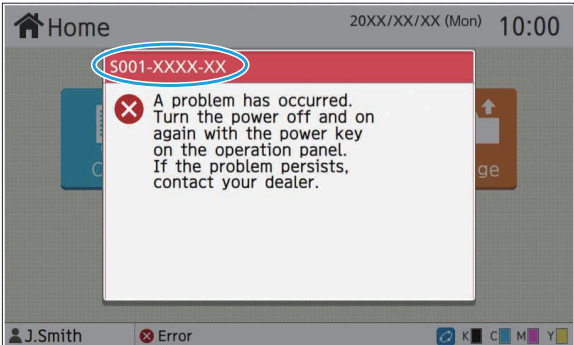 Home
20XX/XX/XX (Mon) 10:00
S001-XXXX-XX
A problem has occurred.
Turn the power off and on
again with the power key
on the operation panel.
If the problem persists,
contact your dealer.
C
ge
J.Smith
Error
K C M Y